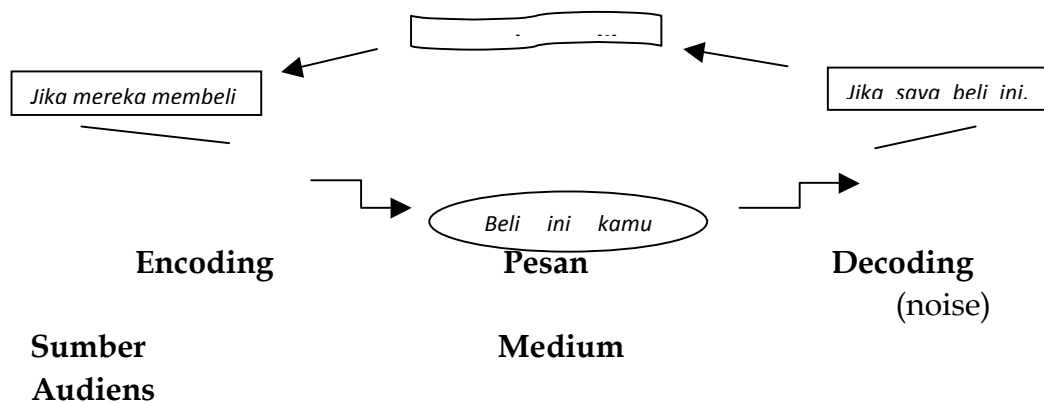 Jika mereka membeli
Jika saya beli ini,
Beli ini kamu
Encoding Pesan Decoding
(noise)
Sumber Medium
Audiens